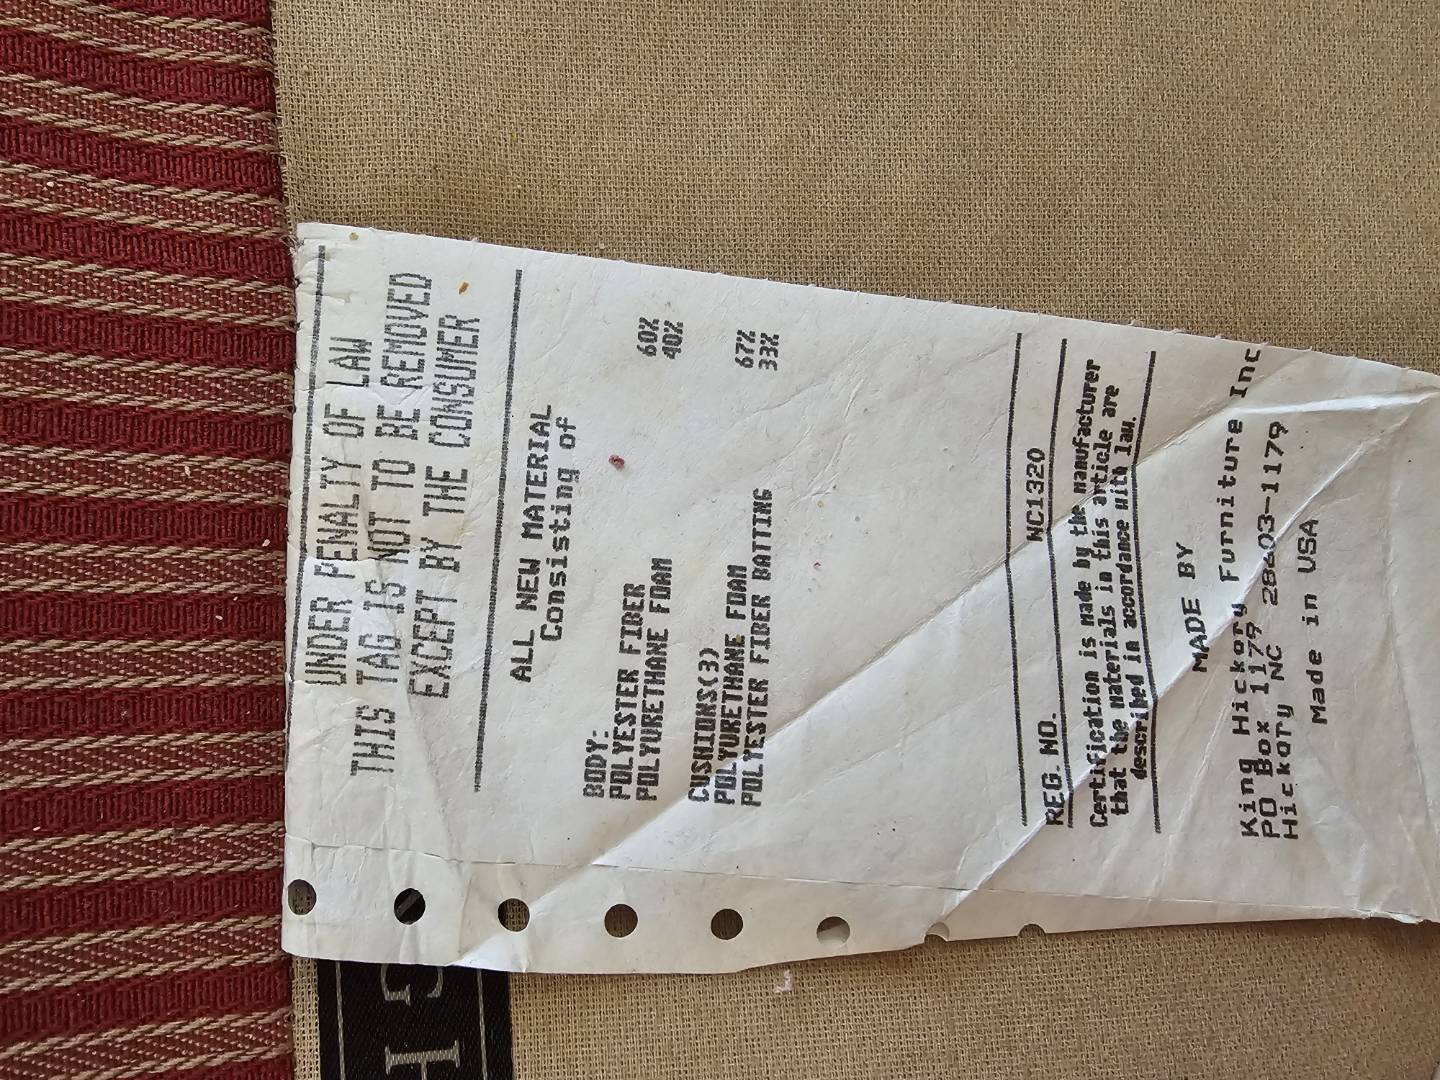 UNDER PENALTY OF LAW
THIS TAG IS NOT TO BE REMOVED
EXCEPT BY THE CONSUMER
ALL NEW MATERIAL
Consisting of
BODY:
POLYESTER FIBER 60%
POLYURETHANE FOAM 40%
CUSHIONS(3)
POLYURETHANE FOAM 67%
POLYESTER FIBER BATTING 33%
REG. NO. NC1320
Certification is made by the manufacturer
that the materials in this article are
described in accordance with law.
MADE BY
King Hickory Furniture Inc
PO Box 1179
Hickory NC 28603-1179
Made in USA